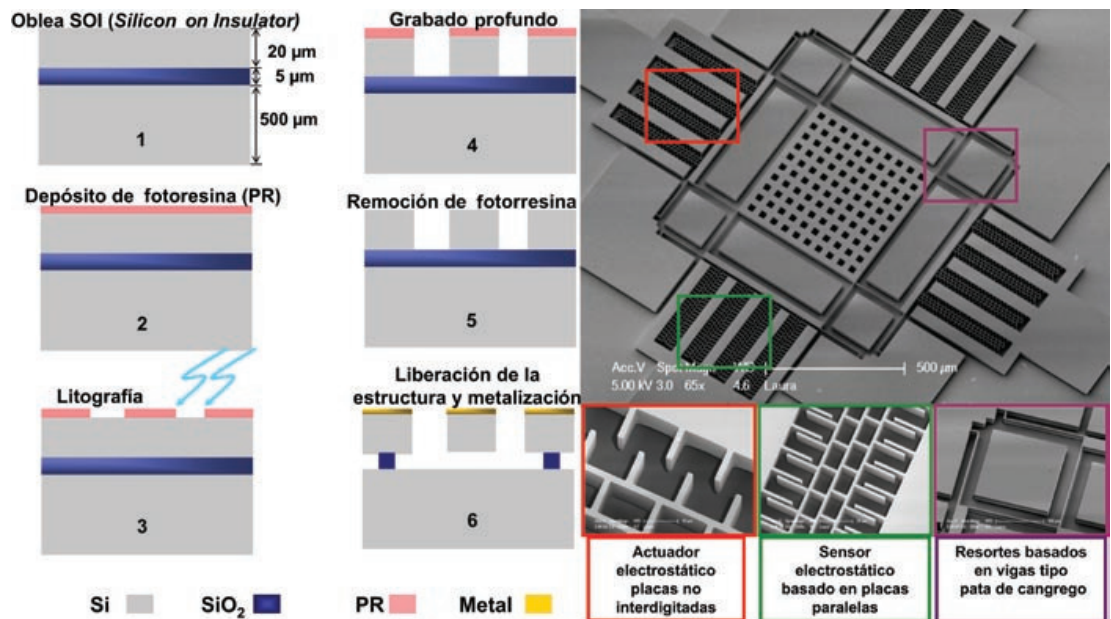 Oblea SOI (Silicon on Insulator)
20 µm
5 µm
500 µm
1
Depósito de fotoresina (PR)
2
Litografía
3
Grabado profundo
4
Remoción de fotorresina
5
Liberación de la
estructura y metalización
6
Si
SiO2
PR
Metal
Acc.V Spot Magn WD 500 µm
5.00 kV 3.0 65x 4.6 Laura
Actuador
electrostático
placas no
interdigitadas
Sensor
electrostático
basado en placas
paralelas
Resortes basados
en vigas tipo
pata de cangrego